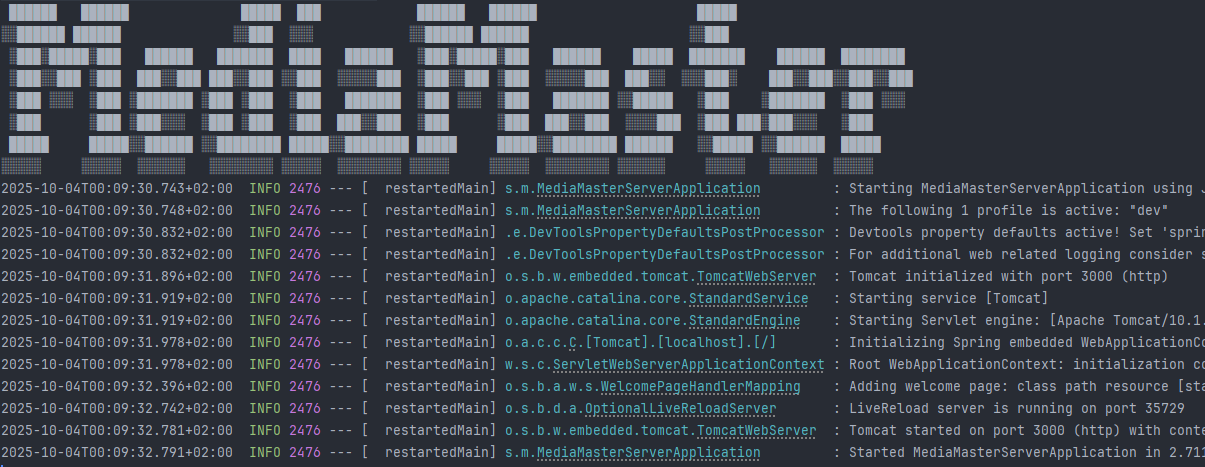 MediaMaster
2025-10-04T00:09:30.743+02:00  INFO 2476 --- [  restartedMain] s.m.MediaMasterServerApplication         : Starting MediaMasterServerApplication using J
2025-10-04T00:09:30.748+02:00  INFO 2476 --- [  restartedMain] s.m.MediaMasterServerApplication         : The following 1 profile is active: "dev"
2025-10-04T00:09:30.832+02:00  INFO 2476 --- [  restartedMain] .e.DevToolsPropertyDefaultsPostProcessor : Devtools property defaults active! Set 'sprin
2025-10-04T00:09:30.832+02:00  INFO 2476 --- [  restartedMain] .e.DevToolsPropertyDefaultsPostProcessor : For additional web related logging consider s
2025-10-04T00:09:31.896+02:00  INFO 2476 --- [  restartedMain] o.s.b.w.embedded.tomcat.TomcatWebServer  : Tomcat initialized with port 3000 (http)
2025-10-04T00:09:31.919+02:00  INFO 2476 --- [  restartedMain] o.apache.catalina.core.StandardService   : Starting service [Tomcat]
2025-10-04T00:09:31.919+02:00  INFO 2476 --- [  restartedMain] o.apache.catalina.core.StandardEngine    : Starting Servlet engine: [Apache Tomcat/10.1.
2025-10-04T00:09:31.978+02:00  INFO 2476 --- [  restartedMain] o.a.c.c.C.[Tomcat].[localhost].[/]       : Initializing Spring embedded WebApplicationCo
2025-10-04T00:09:31.978+02:00  INFO 2476 --- [  restartedMain] w.s.c.ServletWebServerApplicationContext : Root WebApplicationContext: initialization co
2025-10-04T00:09:32.396+02:00  INFO 2476 --- [  restartedMain] o.s.b.a.w.s.WelcomePageHandlerMapping    : Adding welcome page: class path resource [sta
2025-10-04T00:09:32.742+02:00  INFO 2476 --- [  restartedMain] o.s.b.d.a.OptionalLiveReloadServer       : LiveReload server is running on port 35729
2025-10-04T00:09:32.781+02:00  INFO 2476 --- [  restartedMain] o.s.b.w.embedded.tomcat.TomcatWebServer  : Tomcat started on port 3000 (http) with conte
2025-10-04T00:09:32.791+02:00  INFO 2476 --- [  restartedMain] s.m.MediaMasterServerApplication         : Started MediaMasterServerApplication in 2.711